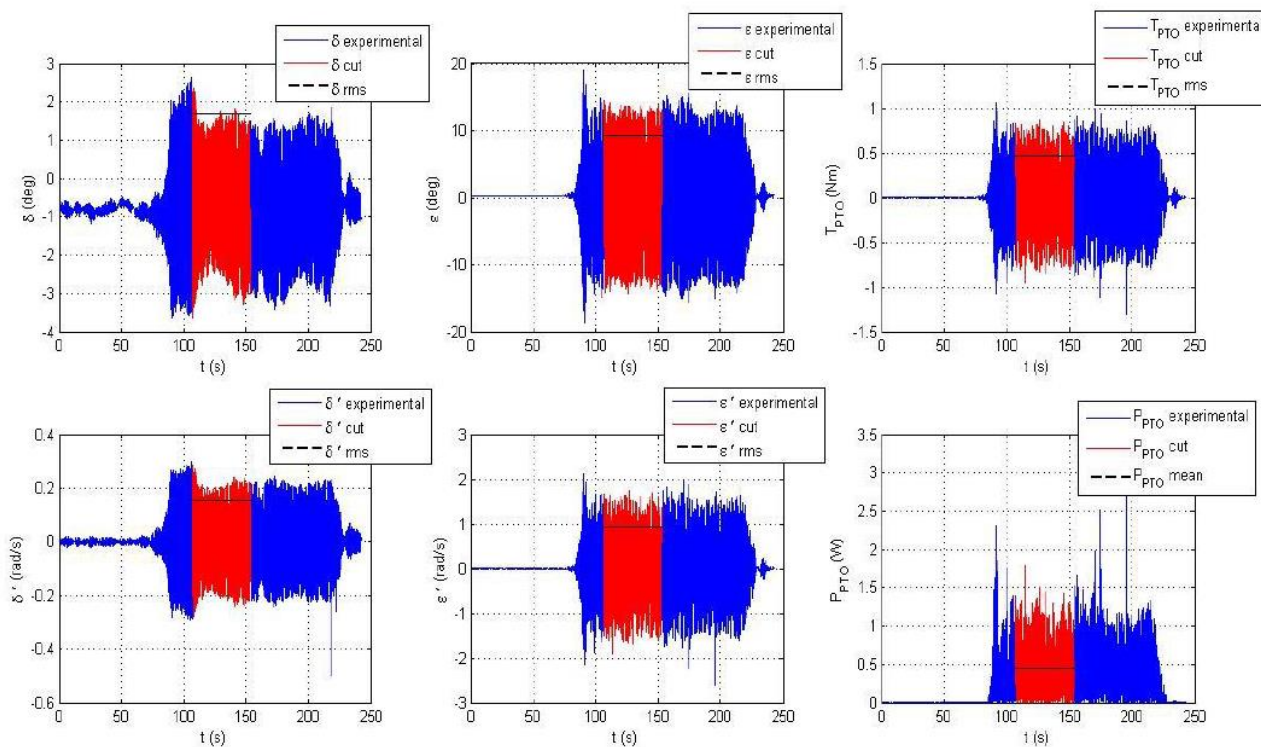 δ experimental
δ cut
δ rms
3
2
1
0
-1
-2
-3
-4
δ (deg)
0 50 100 150 200 250
t (s)
ε experimental
ε cut
ε rms
20
10
0
-10
-20
ε (deg)
0 50 100 150 200 250
t (s)
T_PTO experimental
T_PTO cut
T_PTO rms
1.5
1
0.5
0
-0.5
-1
-1.5
T_PTO (Nm)
0 50 100 150 200 250
t (s)
δ ′ experimental
δ ′ cut
δ ′ rms
0.4
0.2
0
-0.2
-0.4
-0.6
δ ′ (rad/s)
0 50 100 150 200 250
t (s)
ε ′ experimental
ε ′ cut
ε ′ rms
3
2
1
0
-1
-2
-3
ε ′ (rad/s)
0 50 100 150 200 250
t (s)
P_PTO experimental
P_PTO cut
P_PTO mean
3.5
3
2.5
2
1.5
1
0.5
0
P_PTO (W)
0 50 100 150 200 250
t (s)